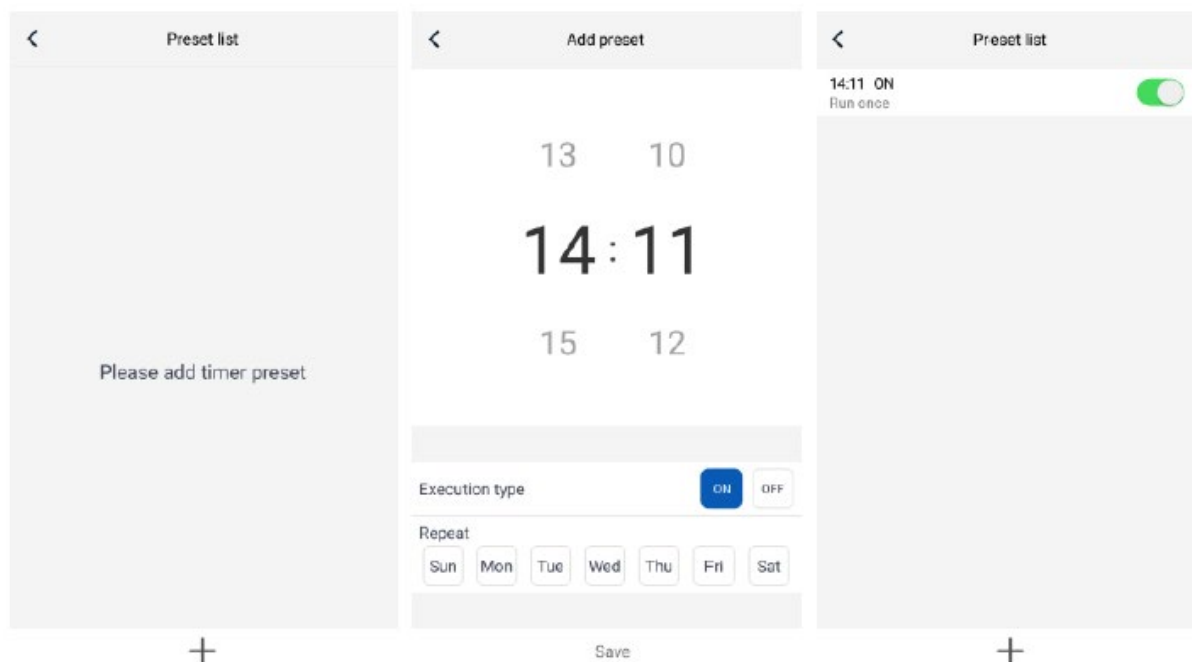 Preset list
Please add timer preset
+
Add preset
13 10
14 : 11
15 12
Execution type ON OFF
Repeat
Sun Mon Tue Wed Thu Fri Sat
Save
Preset list
14:11 ON
Run once
+